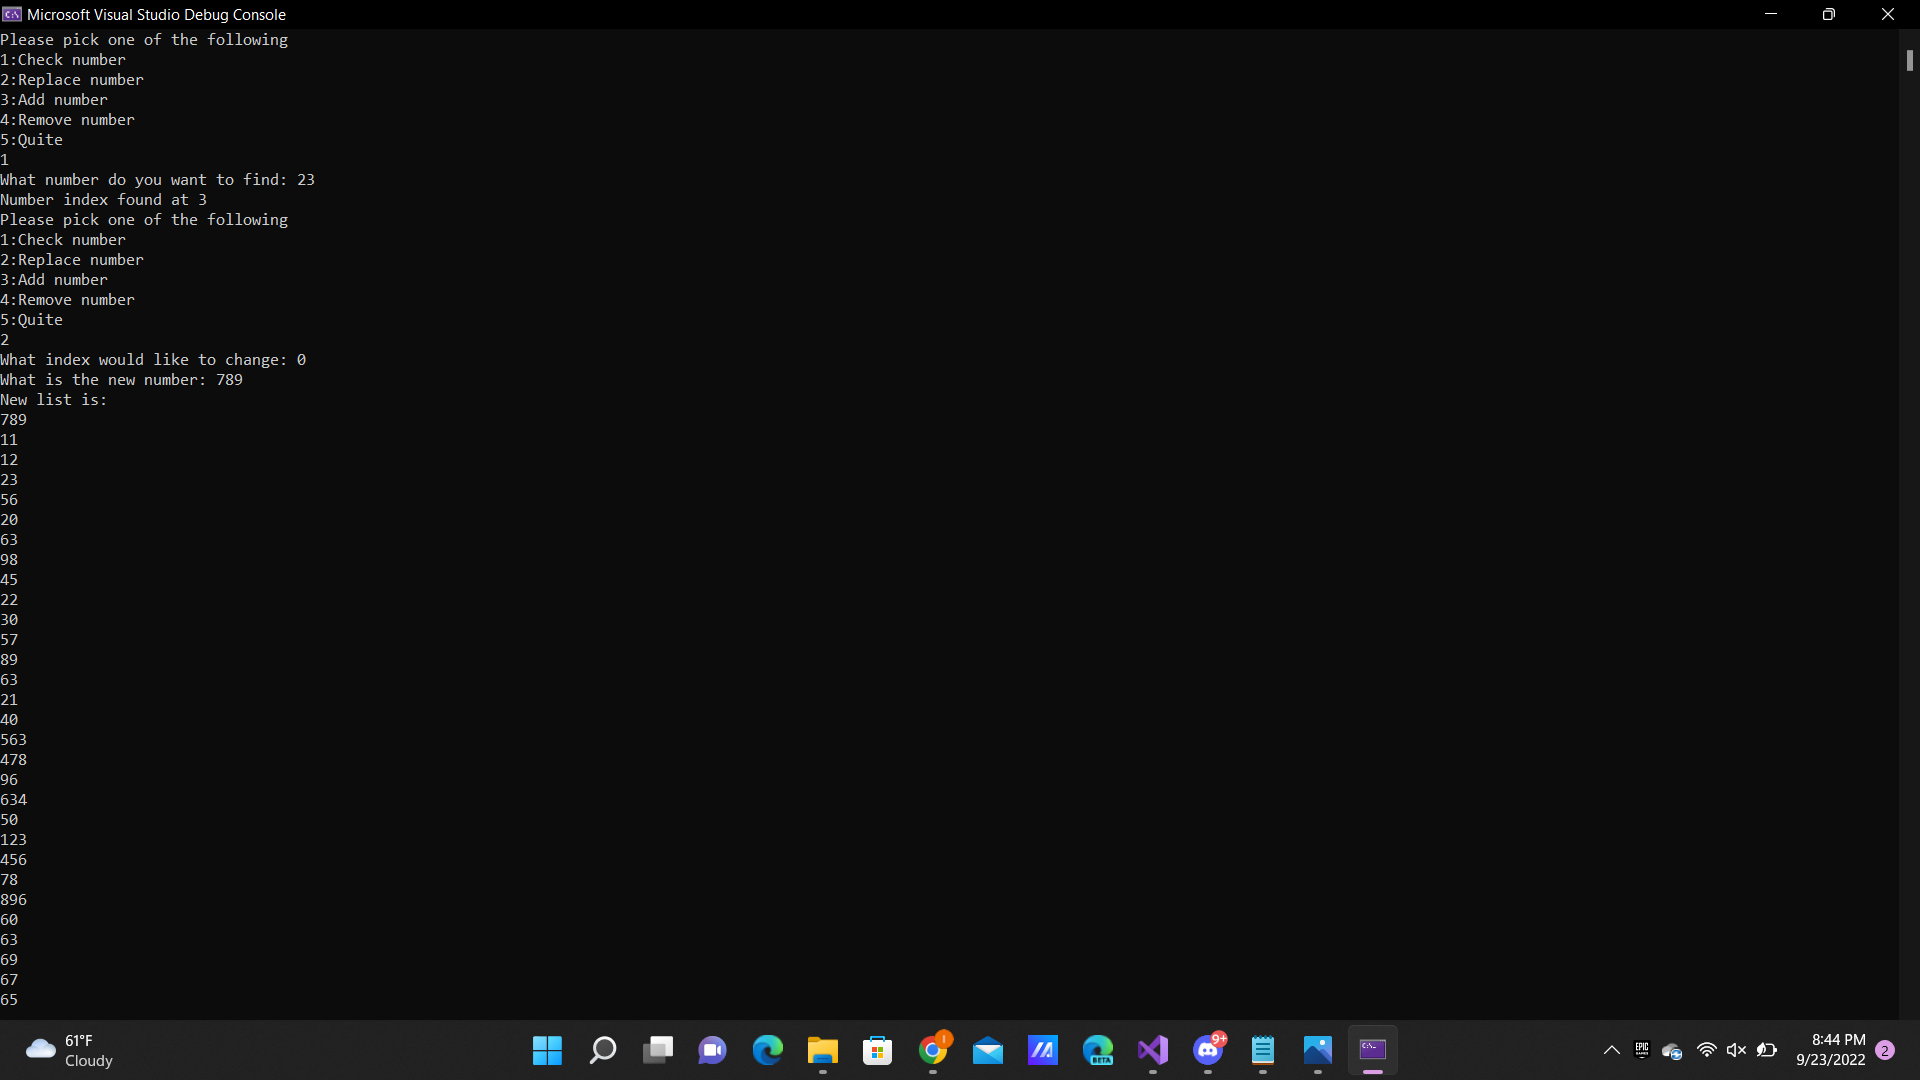 Microsoft Visual Studio Debug Console
Please pick one of the following
1:Check number
2:Replace number
3:Add number
4:Remove number
5:Quite
1
What number do you want to find: 23
Number index found at 3
Please pick one of the following
1:Check number
2:Replace number
3:Add number
4:Remove number
5:Quite
2
What index would like to change: 0
What is the new number: 789
New list is:
789
11
12
23
56
20
63
98
45
22
30
57
89
63
21
40
563
478
96
634
50
123
456
78
896
60
63
69
67
65
61°F
Cloudy
BETA
9+
EPIC
8:44 PM
9/23/2022
2